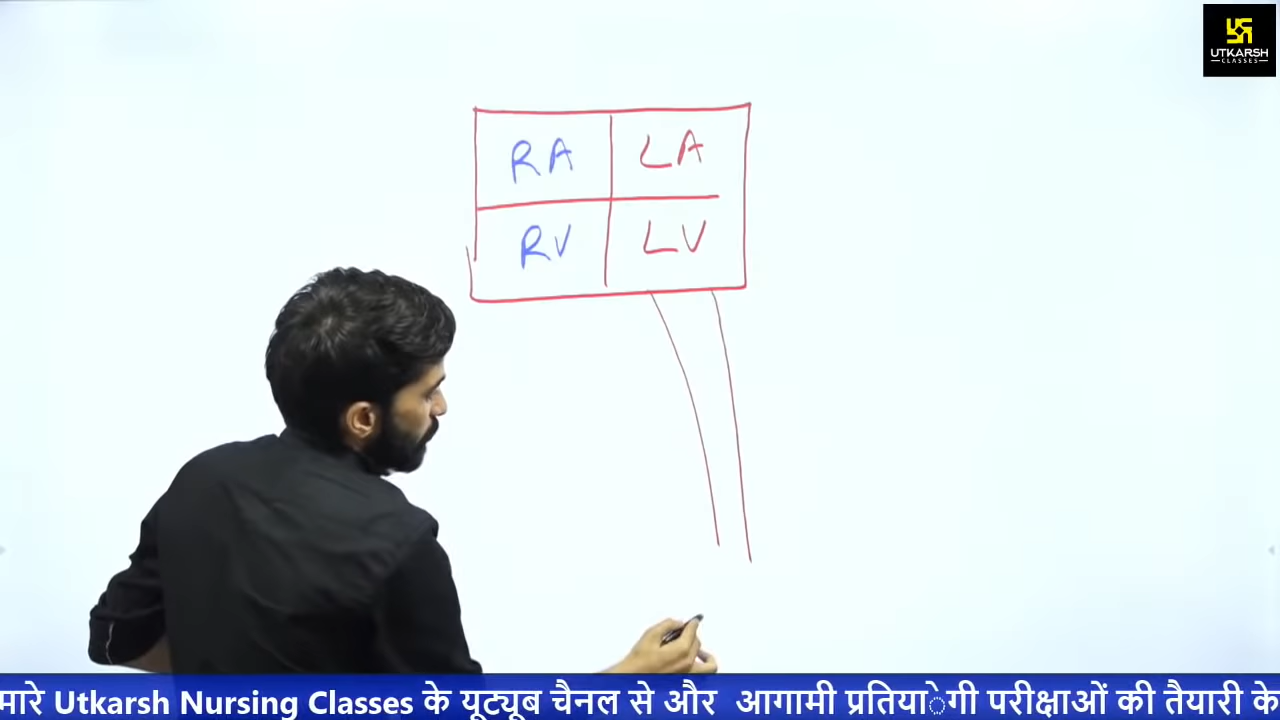 UTKARSH
CLASSES
RA LA
RV LV
मारे Utkarsh Nursing Classes के यूट्यूब चैनल से और आगामी प्रतियोगी परीक्षाओं की तैयारी के